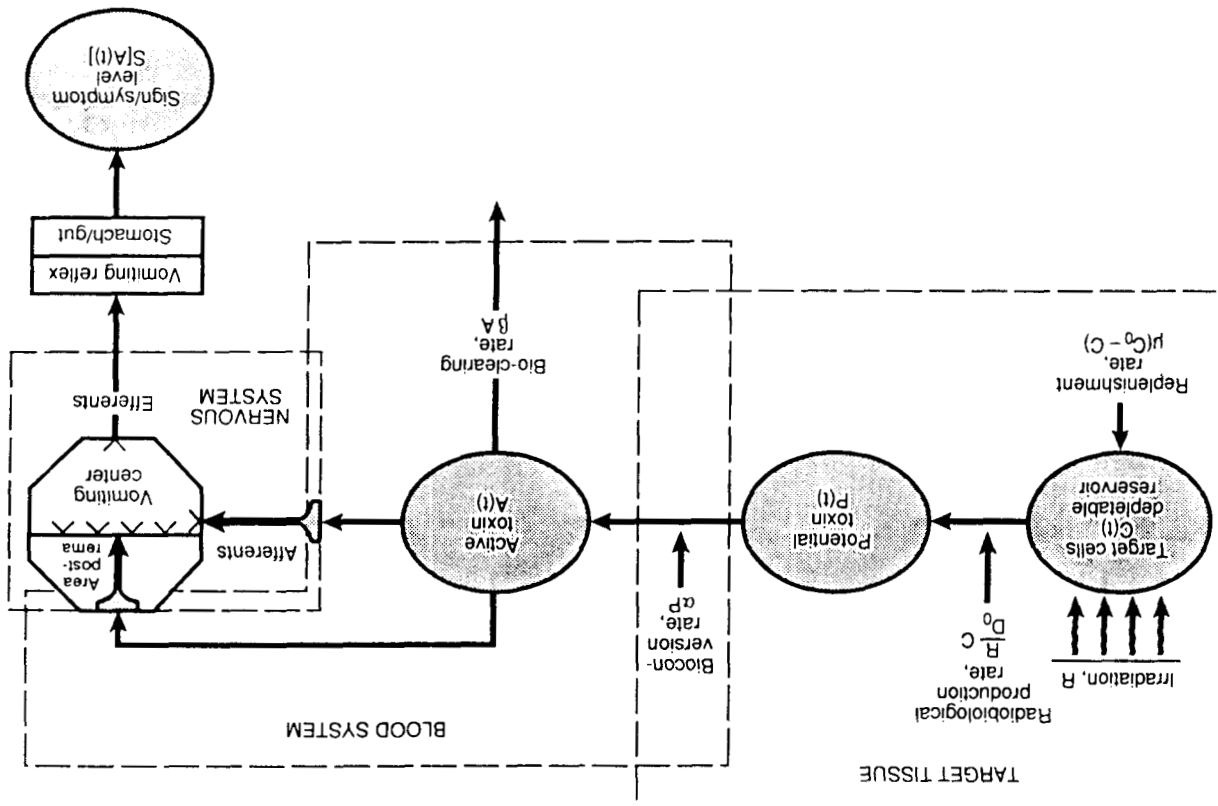 TARGET TISSUE
BLOOD SYSTEM
Irradiation, R
Radiobiological
production
rate,
R/D₀ C
Target cells
C(t)
depletable
reservoir
Replenishment
rate,
μ(C₀ – C)
Potential
toxin
P(t)
Biocon-
version
rate,
αP
Active
toxin
A(t)
Bio-clearing
rate,
βA
Afferents
Area
post-
rema
Vomiting
center
NERVOUS
SYSTEM
Efferents
Vomiting reflex
Stomach/gut
Sign/symptom
level
S[A(t)]